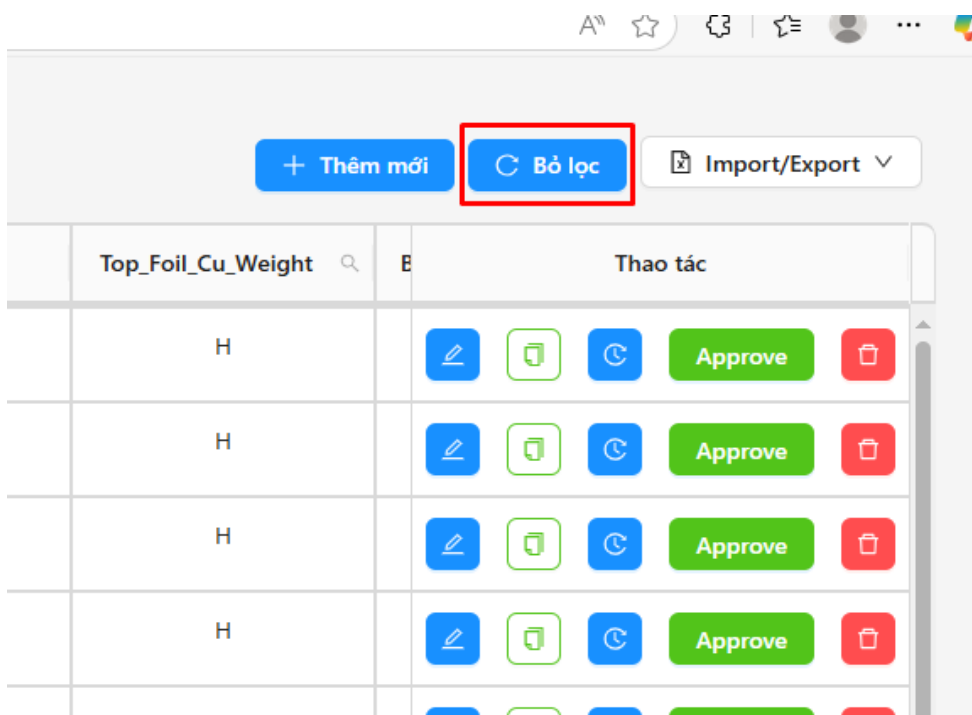 Thêm mới
Bỏ lọc
Import/Export
Top_Foil_Cu_Weight
Thao tác
H
Approve
H
Approve
H
Approve
H
Approve